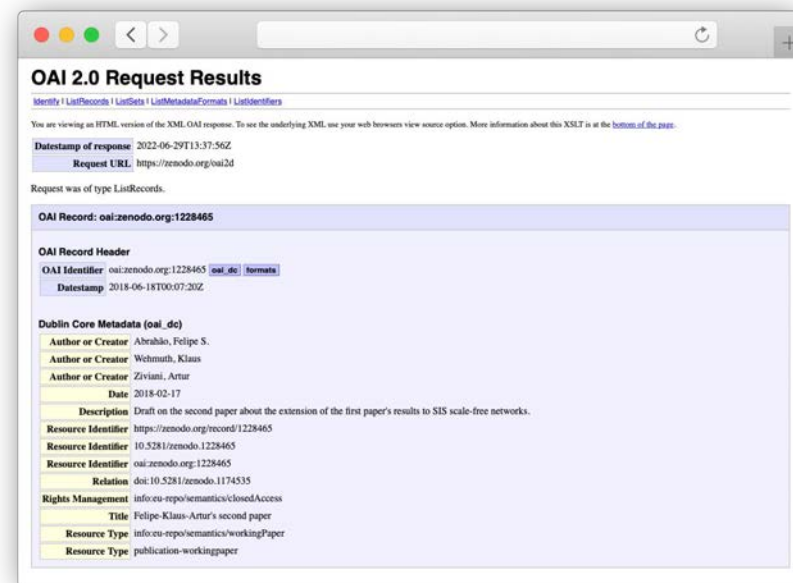 OAI 2.0 Request Results
Identify | ListRecords | ListSets | ListMetadataFormats | ListIdentifiers
You are viewing an HTML version of the XML OAI response. To see the underlying XML use your web browsers view source option. More information about this XSLT is at the bottom of the page.
Datestamp of response 2022-06-29T13:37:56Z
Request URL https://zenodo.org/oai2d
Request was of type ListRecords.
OAI Record: oai:zenodo.org:1228465
OAI Record Header
OAI Identifier oai:zenodo.org:1228465 oai_dc formats
Datestamp 2018-06-18T00:07:20Z
Dublin Core Metadata (oai_dc)
Author or Creator Abrahão, Felipe S.
Author or Creator Wehmuth, Klaus
Author or Creator Ziviani, Artur
Date 2018-02-17
Description Draft on the second paper about the extension of the first paper's results to SIS scale-free networks.
Resource Identifier https://zenodo.org/record/1228465
Resource Identifier 10.5281/zenodo.1228465
Resource Identifier oai:zenodo.org:1228465
Relation doi:10.5281/zenodo.1174535
Rights Management info:eu-repo/semantics/closedAccess
Title Felipe-Klaus-Artur's second paper
Resource Type info:eu-repo/semantics/workingPaper
Resource Type publication-workingpaper